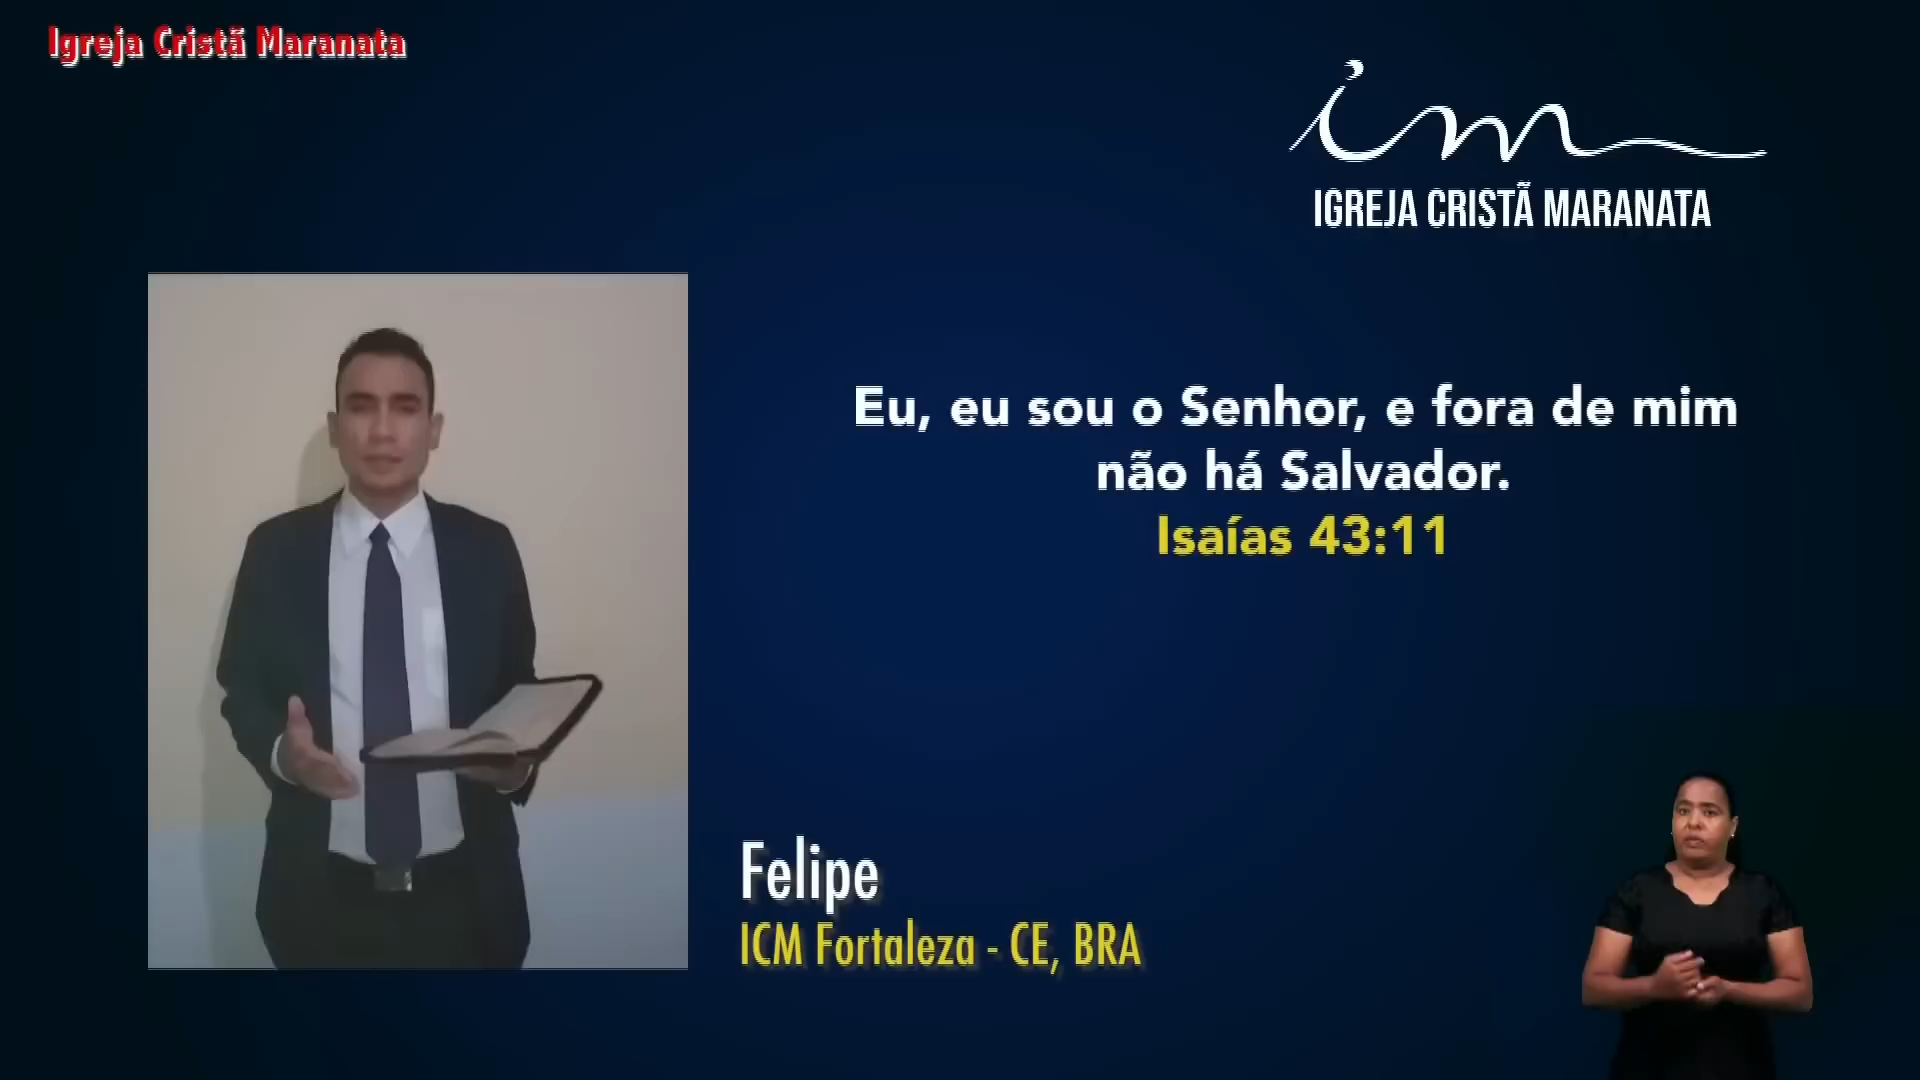 Igreja Cristã Maranata
icm
IGREJA CRISTÃ MARANATA
Eu, eu sou o Senhor, e fora de mim
não há Salvador.
Isaías 43:11
Felipe
ICM Fortaleza - CE, BRA